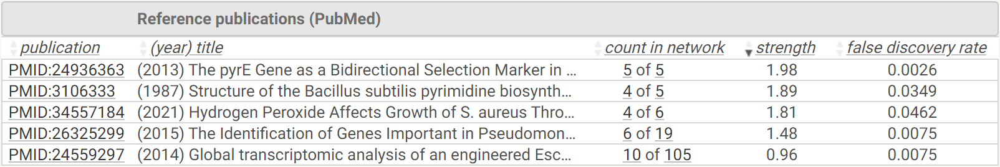 Reference publications (PubMed)
publication (year) title count in network strength false discovery rate
PMID:24936363 (2013) The pyrE Gene as a Bidirectional Selection Marker in ... 5 of 5 1.98 0.0026
PMID:3106333 (1987) Structure of the Bacillus subtilis pyrimidine biosynth... 4 of 5 1.89 0.0349
PMID:34557184 (2021) Hydrogen Peroxide Affects Growth of S. aureus Thro... 4 of 6 1.81 0.0462
PMID:26325299 (2015) The Identification of Genes Important in Pseudomon... 6 of 19 1.48 0.0075
PMID:24559297 (2014) Global transcriptomic analysis of an engineered Esc... 10 of 105 0.96 0.0075